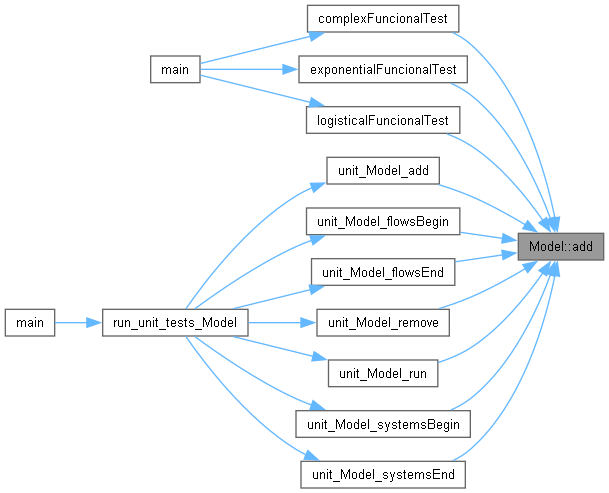 complexFuncionalTest
main
exponentialFuncionalTest
logisticalFuncionalTest
unit_Model_add
unit_Model_flowsBegin
Model::add
unit_Model_flowsEnd
main
run_unit_tests_Model
unit_Model_remove
unit_Model_run
unit_Model_systemsBegin
unit_Model_systemsEnd